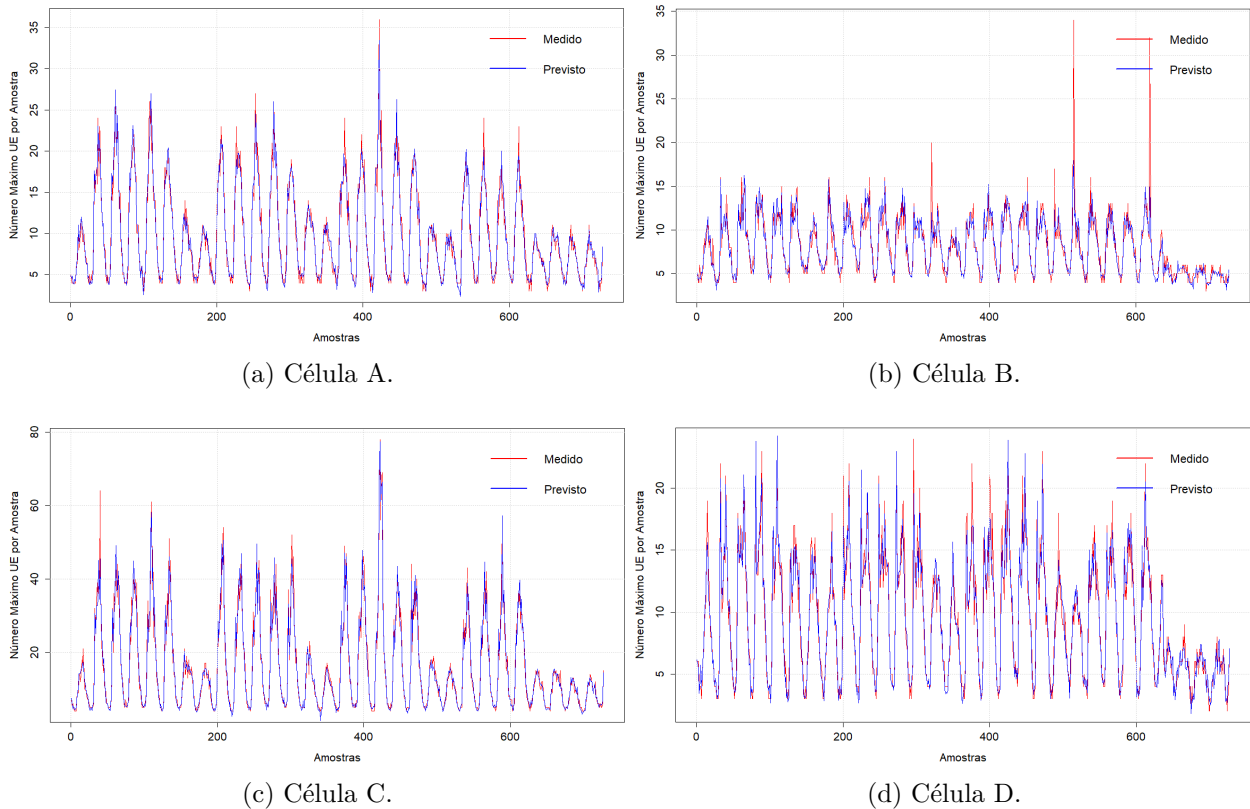 Número Máximo UE por Amostra
35
30
25
20
15
10
5
Medido
Previsto
0
200
400
600
Amostras
(a) Célula A.
Número Máximo UE por Amostra
35
30
25
20
15
10
5
Medido
Previsto
0
200
400
600
Amostras
(b) Célula B.
Número Máximo UE por Amostra
80
60
40
20
Medido
Previsto
0
200
400
600
Amostras
(c) Célula C.
Número Máximo UE por Amostra
20
15
10
5
Medido
Previsto
0
200
400
600
Amostras
(d) Célula D.